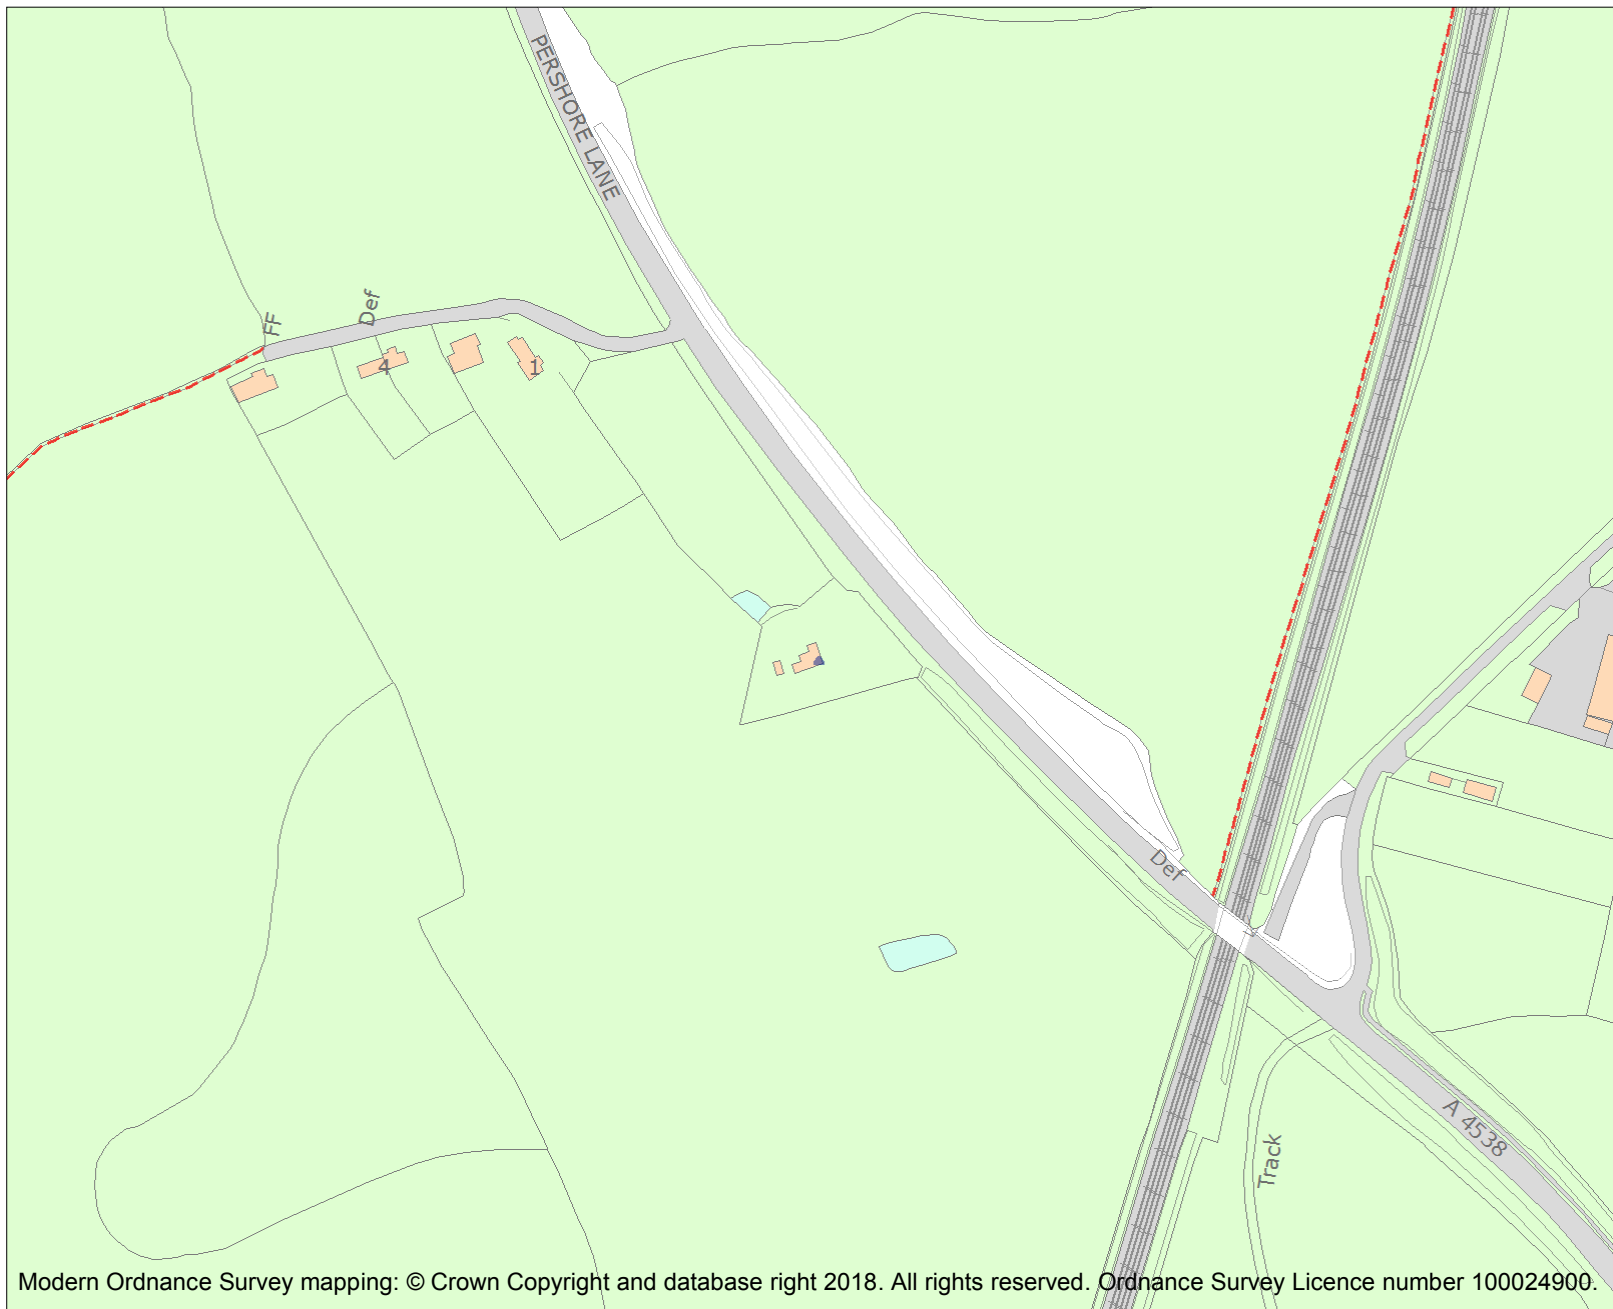 PERSHORE LANE
Def
FF
4
1
Def
A 4538
Track
Modern Ordnance Survey mapping: © Crown Copyright and database right 2018. All rights reserved. Ordnance Survey Licence number 100024900.